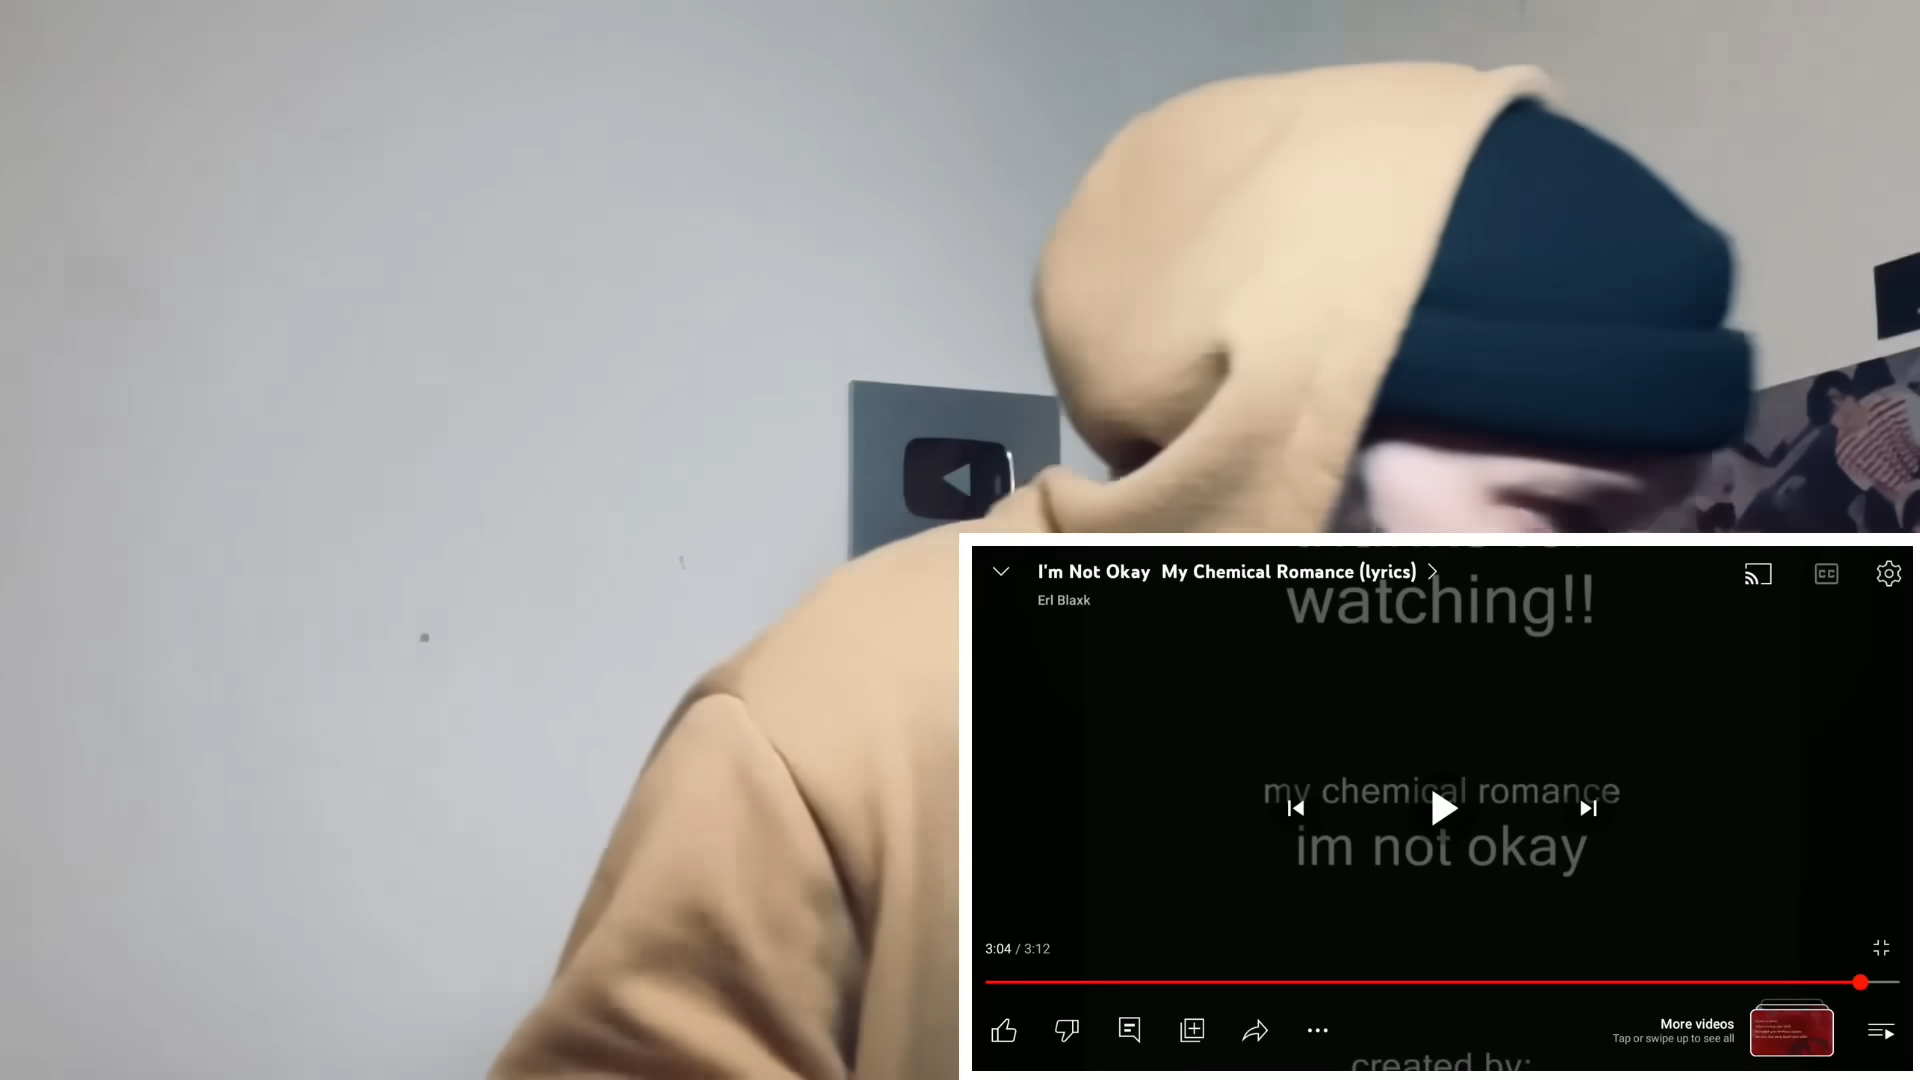 I'm Not Okay My Chemical Romance (lyrics)
Erl Blaxk
CC
watching!!
my chemical romance
im not okay
3:04 / 3:12
More videos
Tap or swipe up to see all
created by: